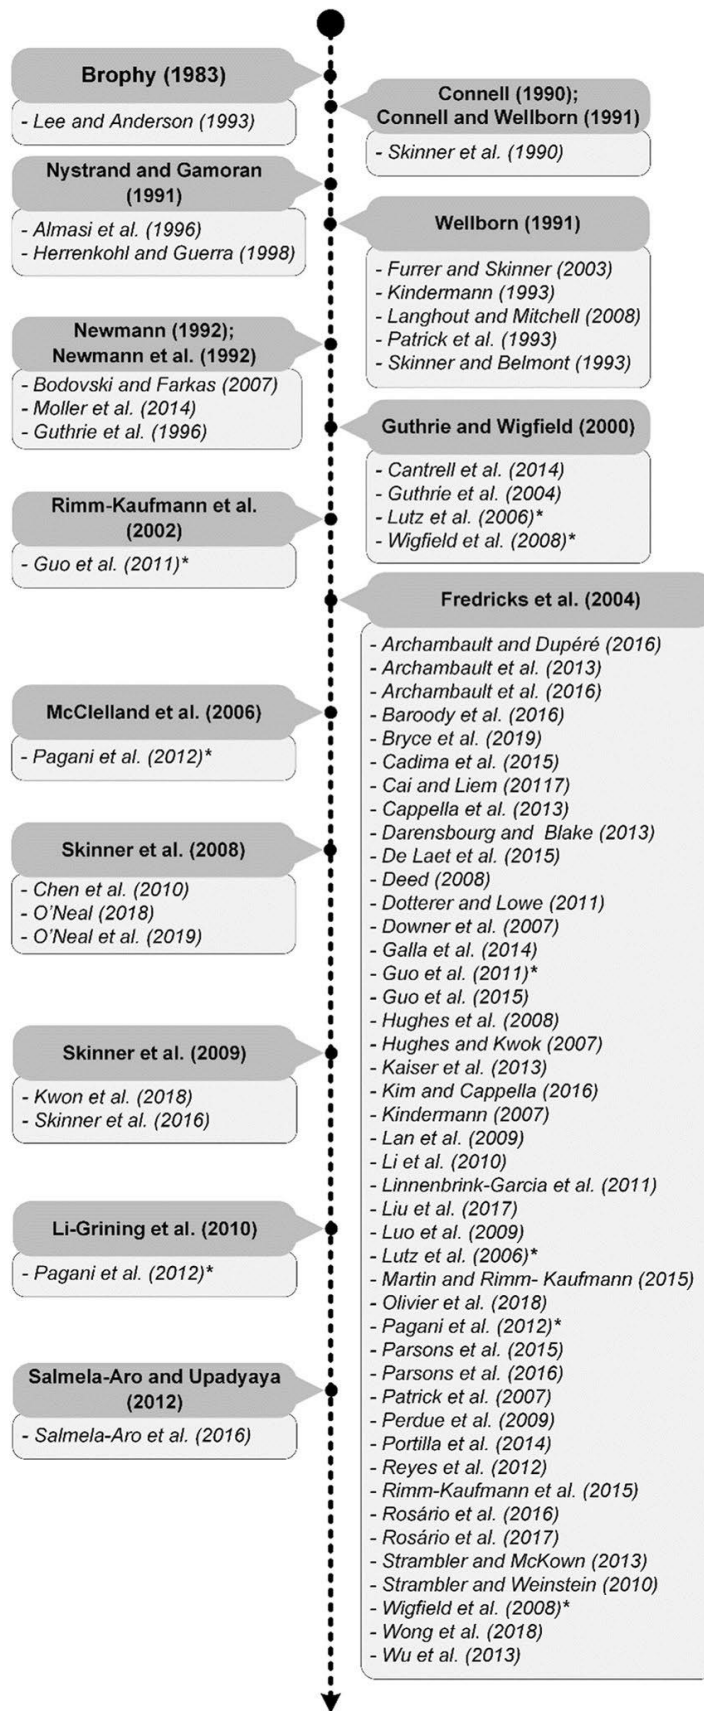 Brophy (1983)
- Lee and Anderson (1993)
Connell (1990);
Connell and Wellborn (1991)
- Skinner et al. (1990)
Nystrand and Gamoran
(1991)
- Almasi et al. (1996)
- Herrenkohl and Guerra (1998)
Wellborn (1991)
- Furrer and Skinner (2003)
- Kindermann (1993)
- Langhout and Mitchell (2008)
- Patrick et al. (1993)
- Skinner and Belmont (1993)
Newmann (1992);
Newmann et al. (1992)
- Bodovski and Farkas (2007)
- Moller et al. (2014)
- Guthrie et al. (1996)
Guthrie and Wigfield (2000)
- Cantrell et al. (2014)
- Guthrie et al. (2004)
- Lutz et al. (2006)*
- Wigfield et al. (2008)*
Rimm-Kaufmann et al.
(2002)
- Guo et al. (2011)*
Fredricks et al. (2004)
- Archambault and Dupéré (2016)
- Archambault et al. (2013)
- Archambault et al. (2016)
- Baroody et al. (2016)
- Bryce et al. (2019)
- Cadima et al. (2015)
- Cai and Liem (20117)
- Cappella et al. (2013)
- Darensbourg and Blake (2013)
- De Laet et al. (2015)
- Deed (2008)
- Dotterer and Lowe (2011)
- Downer et al. (2007)
- Galla et al. (2014)
- Guo et al. (2011)*
- Guo et al. (2015)
- Hughes et al. (2008)
- Hughes and Kwok (2007)
- Kaiser et al. (2013)
- Kim and Cappella (2016)
- Kindermann (2007)
- Lan et al. (2009)
- Li et al. (2010)
- Linnenbrink-Garcia et al. (2011)
- Liu et al. (2017)
- Luo et al. (2009)
- Lutz et al. (2006)*
- Martin and Rimm- Kaufmann (2015)
- Olivier et al. (2018)
- Pagani et al. (2012)*
- Parsons et al. (2015)
- Parsons et al. (2016)
- Patrick et al. (2007)
- Perdue et al. (2009)
- Portilla et al. (2014)
- Reyes et al. (2012)
- Rimm-Kaufmann et al. (2015)
- Rosário et al. (2016)
- Rosário et al. (2017)
- Strambler and McKown (2013)
- Strambler and Weinstein (2010)
- Wigfield et al. (2008)*
- Wong et al. (2018)
- Wu et al. (2013)
McClelland et al. (2006)
- Pagani et al. (2012)*
Skinner et al. (2008)
- Chen et al. (2010)
- O'Neal (2018)
- O'Neal et al. (2019)
Skinner et al. (2009)
- Kwon et al. (2018)
- Skinner et al. (2016)
Li-Grining et al. (2010)
- Pagani et al. (2012)*
Salmela-Aro and Upadyaya
(2012)
- Salmela-Aro et al. (2016)